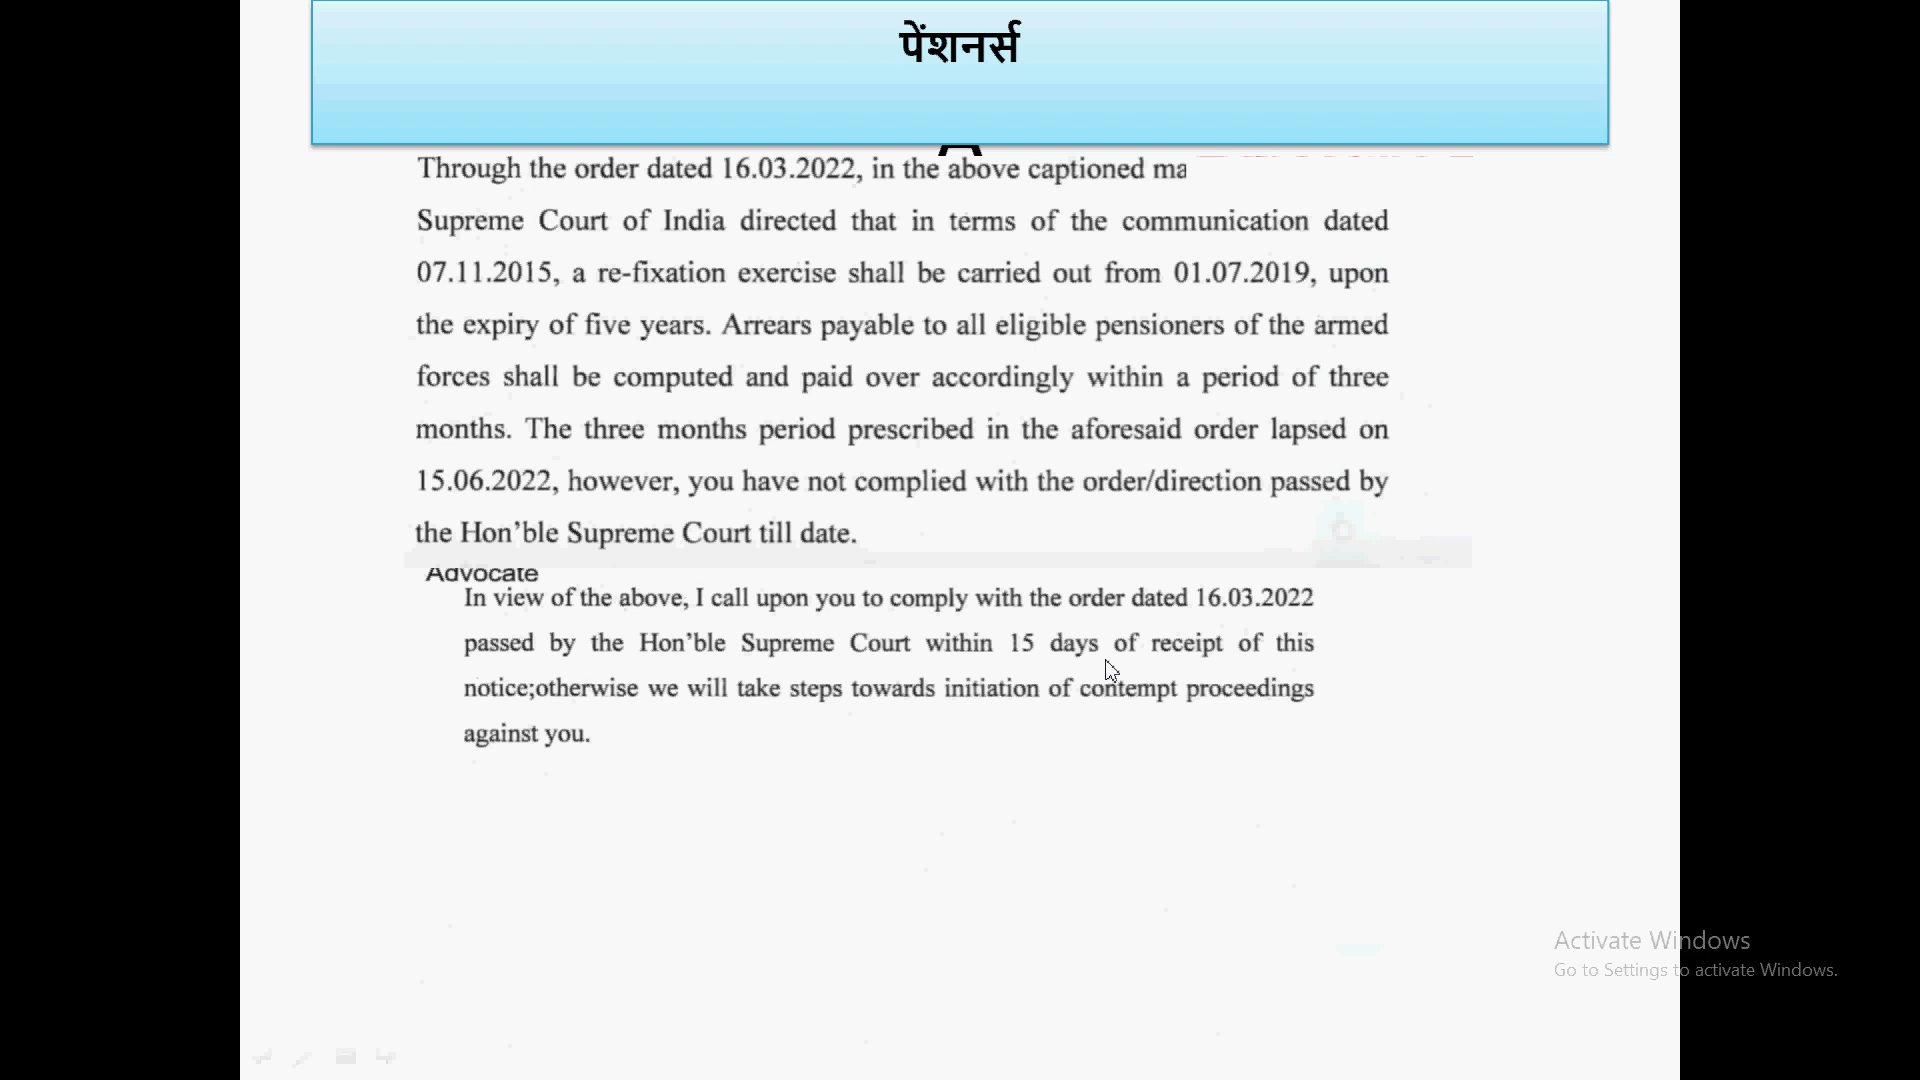 पेंशनर्स
Through the order dated 16.03.2022, in the above captioned ma
Supreme Court of India directed that in terms of the communication dated
07.11.2015, a re-fixation exercise shall be carried out from 01.07.2019, upon
the expiry of five years. Arrears payable to all eligible pensioners of the armed
forces shall be computed and paid over accordingly within a period of three
months. The three months period prescribed in the aforesaid order lapsed on
15.06.2022, however, you have not complied with the order/direction passed by
the Hon’ble Supreme Court till date.
Advocate
In view of the above, I call upon you to comply with the order dated 16.03.2022
passed by the Hon’ble Supreme Court within 15 days of receipt of this
notice;otherwise we will take steps towards initiation of contempt proceedings
against you.
Activate Windows
Go to Settings to activate Windows.